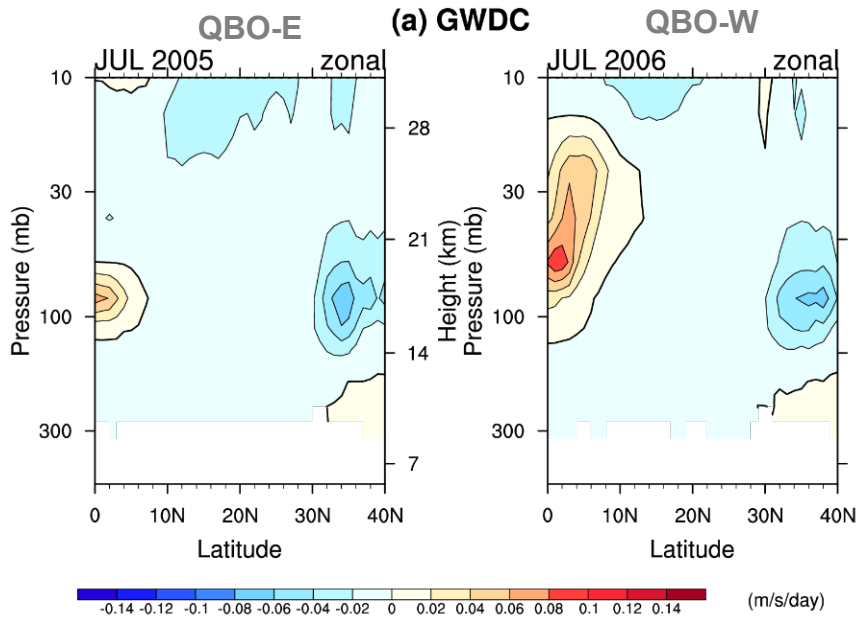 (a) GWDC
QBO-E
QBO-W
JUL 2005 zonal
JUL 2006 zonal
10
30
100
300
Pressure (mb)
28
21
14
7
Height (km)
0 10N 20N 30N 40N
Latitude
10
30
100
300
Pressure (mb)
0 10N 20N 30N 40N
Latitude
-0.14 -0.12 -0.1 -0.08 -0.06 -0.04 -0.02 0 0.02 0.04 0.06 0.08 0.1 0.12 0.14
(m/s/day)